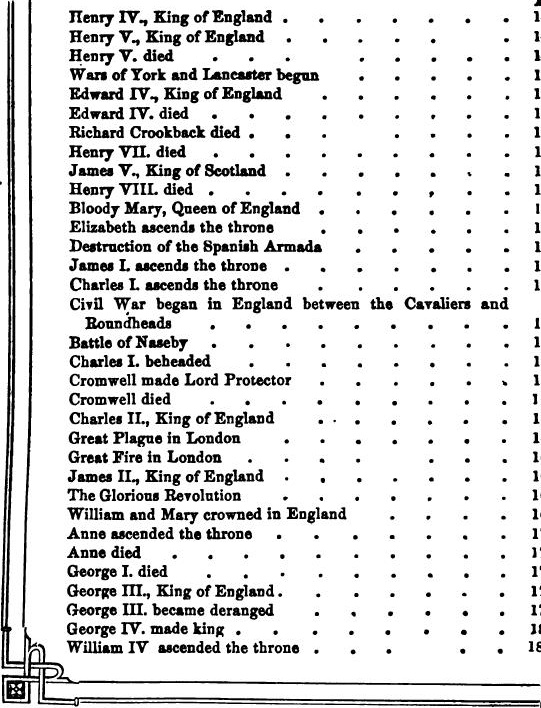 Henry IV., King of England . . . . . . . 1
Henry V., King of England . . . . . . 1
Henry V. died . . . . . . . . 1
Wars of York and Lancaster begun . . . . . 1
Edward IV., King of England . . . . . . 1
Edward IV. died . . . . . . . . . 1
Richard Crookback died . . . . . . . 1
Henry VII. died . . . . . . . . . 1
James V., King of Scotland . . . . . . . 1
Henry VIII. died . . . . . . . . . 1
Bloody Mary, Queen of England . . . . . . 1
Elizabeth ascends the throne . . . . . . 1
Destruction of the Spanish Armada . . . . . 1
James I. ascends the throne . . . . . . . 1
Charles I. ascends the throne . . . . . . 1
Civil War began in England between the Cavaliers and
Roundheads . . . . . . . . . 1
Battle of Naseby . . . . . . . . . 1
Charles I. beheaded . . . . . . . . 1
Cromwell made Lord Protector . . . . . . 1
Cromwell died . . . . . . . . . 1
Charles II., King of England . . . . . . 1
Great Plague in London . . . . . . . 1
Great Fire in London . . . . . . . 1
James II., King of England . . . . . . . 1
The Glorious Revolution . . . . . . . 1
William and Mary crowned in England . . . . 1
Anne ascended the throne . . . . . . . 1
Anne died . . . . . . . . . . 1
George I. died . . . . . . . . . 1
George III., King of England . . . . . . . 1
George III. became deranged . . . . . . 17
George IV. made king . . . . . . . . 18
William IV ascended the throne . . . . . 18